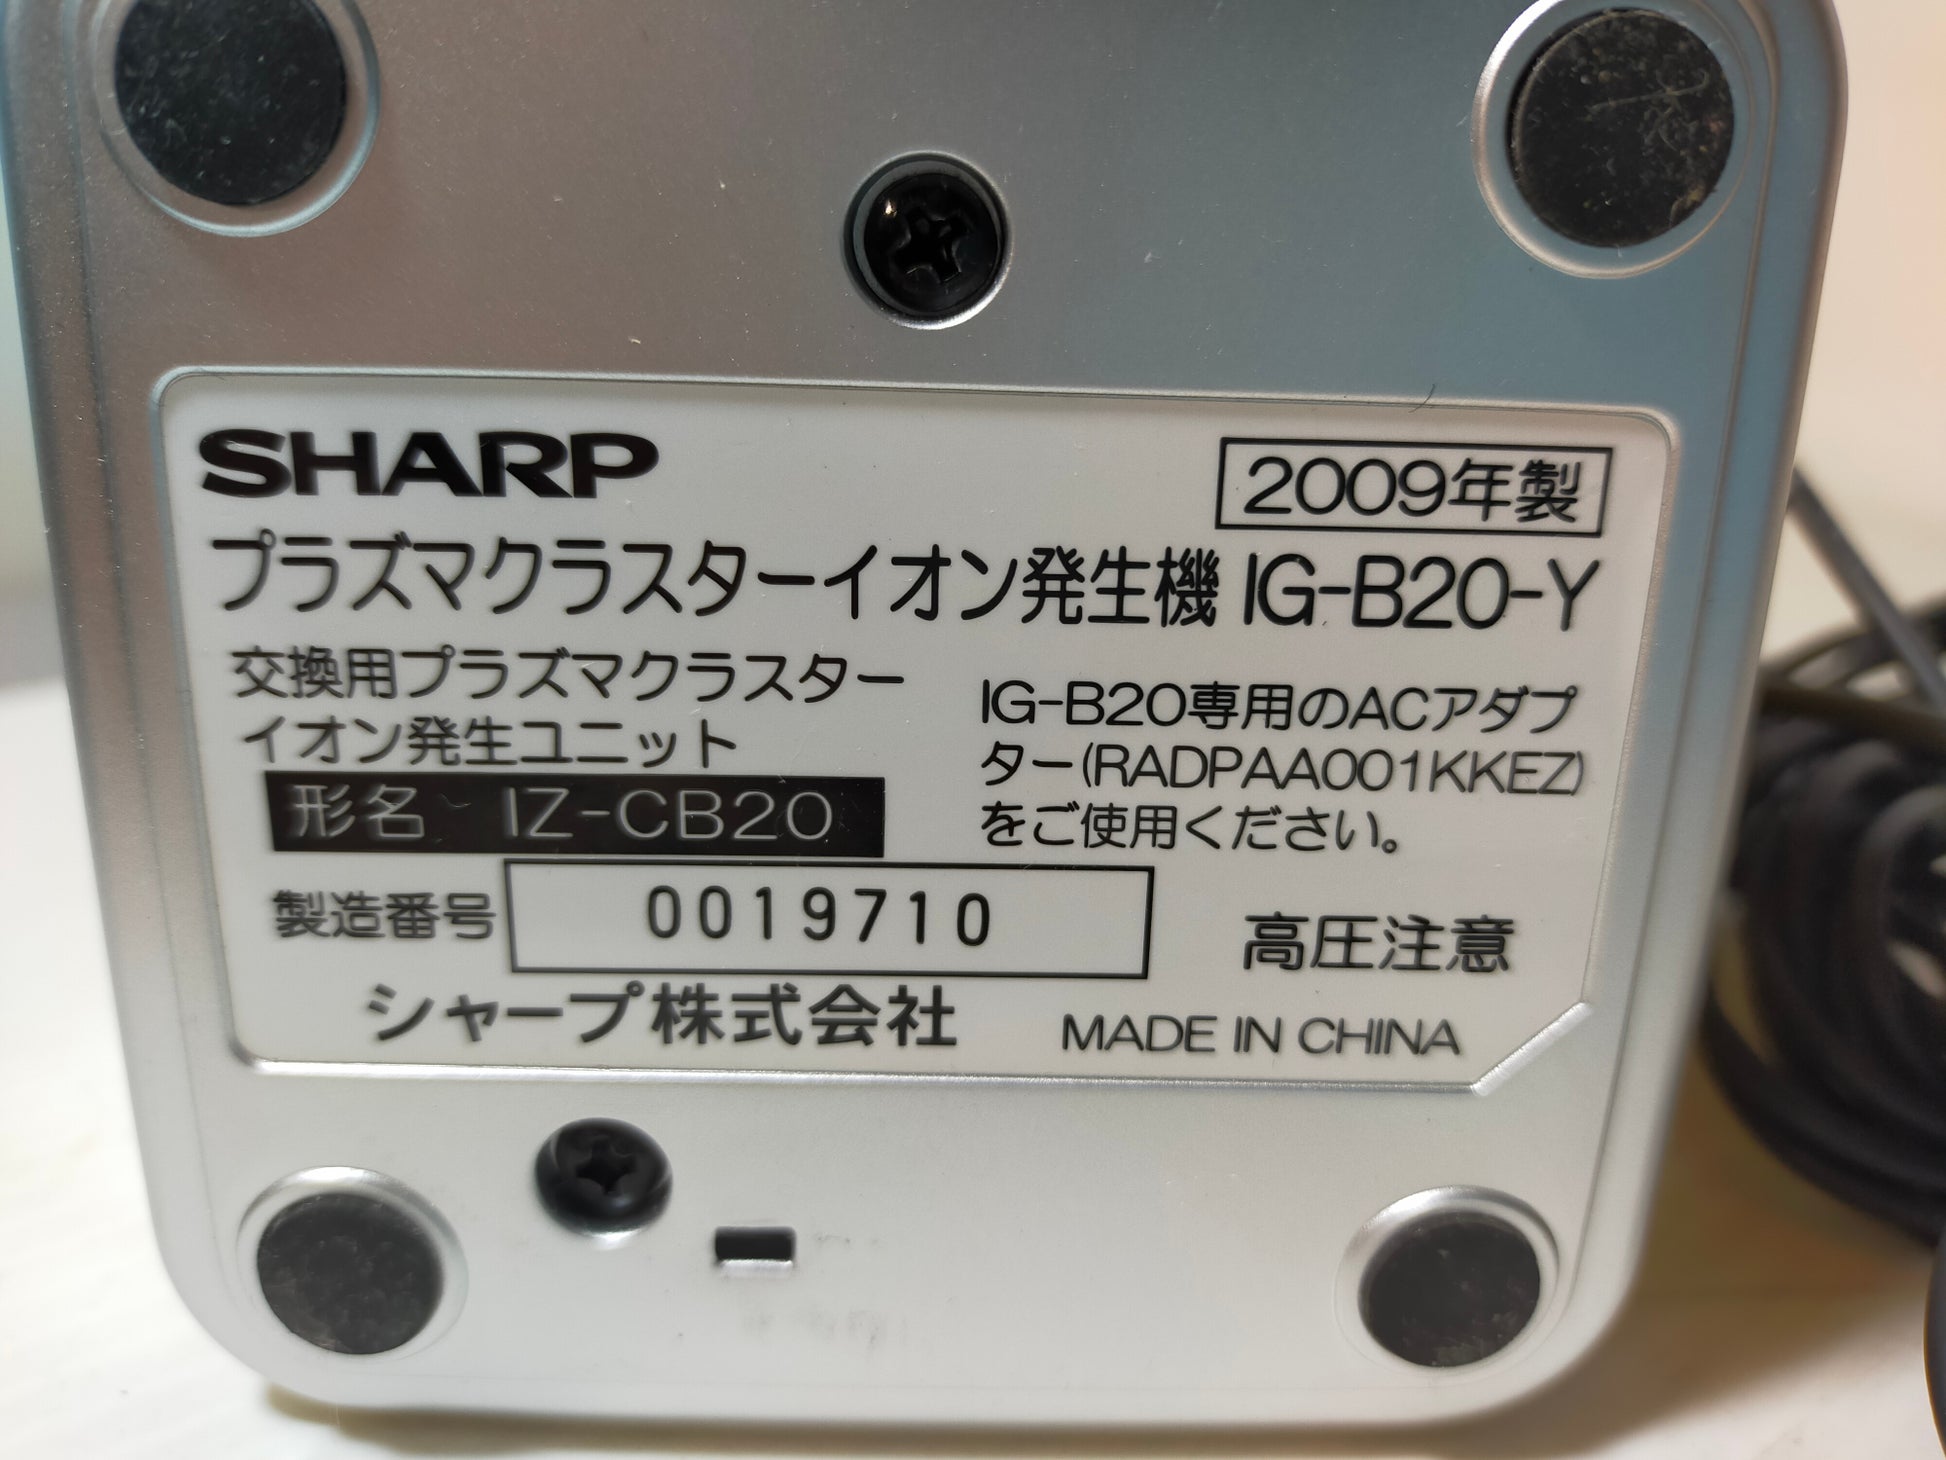 SHARP
2009年製
プラズマクラスターイオン発生機 IG-B20-Y
交換用プラズマクラスター
イオン発生ユニット
形名 IZ-CB20
IG-B20専用のACアダプ
ター(RADPAA001KKEZ)
をご使用ください。
製造番号 0019710
高圧注意
シャープ株式会社
MADE IN CHINA